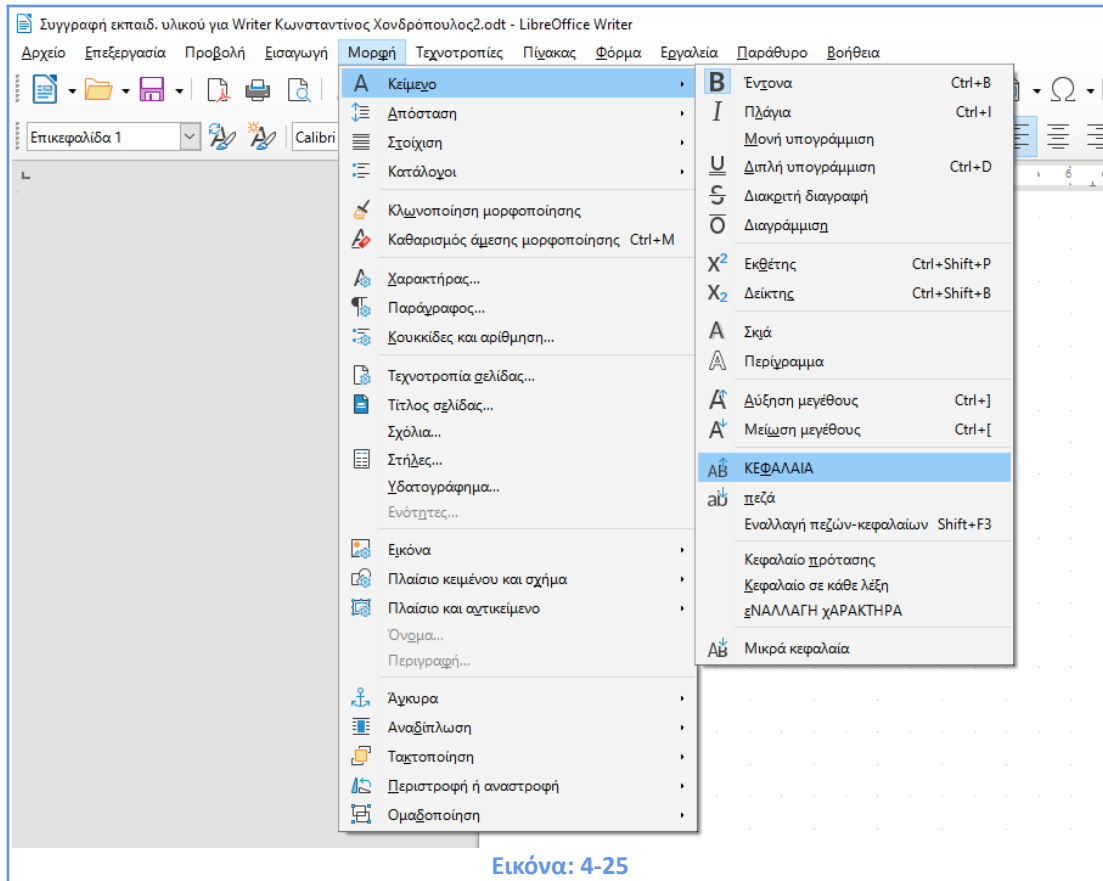 Συγγραφή εκπαιδ. υλικού για Writer Κωνσταντίνος Χονδρόπουλος2.odt - LibreOffice Writer
Αρχείο Επεξεργασία Προβολή Εισαγωγή Μορφή Τεχνοτροπίες Πίνακας Φόρμα Εργαλεία Παράθυρο Βοήθεια
Επικεφαλίδα 1
Calibri
6
Κείμενο
Απόσταση
Στοίχιση
Κατάλογοι
Κλωνοποίηση μορφοποίησης
Καθαρισμός άμεσης μορφοποίησης Ctrl+M
Χαρακτήρας...
Παράγραφος...
Κουκκίδες και αρίθμηση...
Τεχνοτροπία σελίδας...
Τίτλος σελίδας...
Σχόλια...
Στήλες...
Υδατογράφημα...
Ενότητες...
Εικόνα
Πλαίσιο κειμένου και σχήμα
Πλαίσιο και αντικείμενο
Όνομα...
Περιγραφή...
Άγκυρα
Αναδίπλωση
Τακτοποίηση
Περιστροφή ή αναστροφή
Ομαδοποίηση
Έντονα Ctrl+B
Πλάγια Ctrl+I
Μονή υπογράμμιση
Διπλή υπογράμμιση Ctrl+D
Διακριτή διαγραφή
Διαγράμμιση
Εκθέτης Ctrl+Shift+P
Δείκτης Ctrl+Shift+B
Σκιά
Περίγραμμα
Αύξηση μεγέθους Ctrl+]
Μείωση μεγέθους Ctrl+[
ΚΕΦΑΛΑΙΑ
πεζά
Εναλλαγή πεζών-κεφαλαίων Shift+F3
Κεφαλαίο πρότασης
Κεφαλαίο σε κάθε λέξη
εΝΑΛΛΑΓΗ χΑΡΑΚΤΗΡΑ
Μικρά κεφαλαία
Εικόνα: 4-25